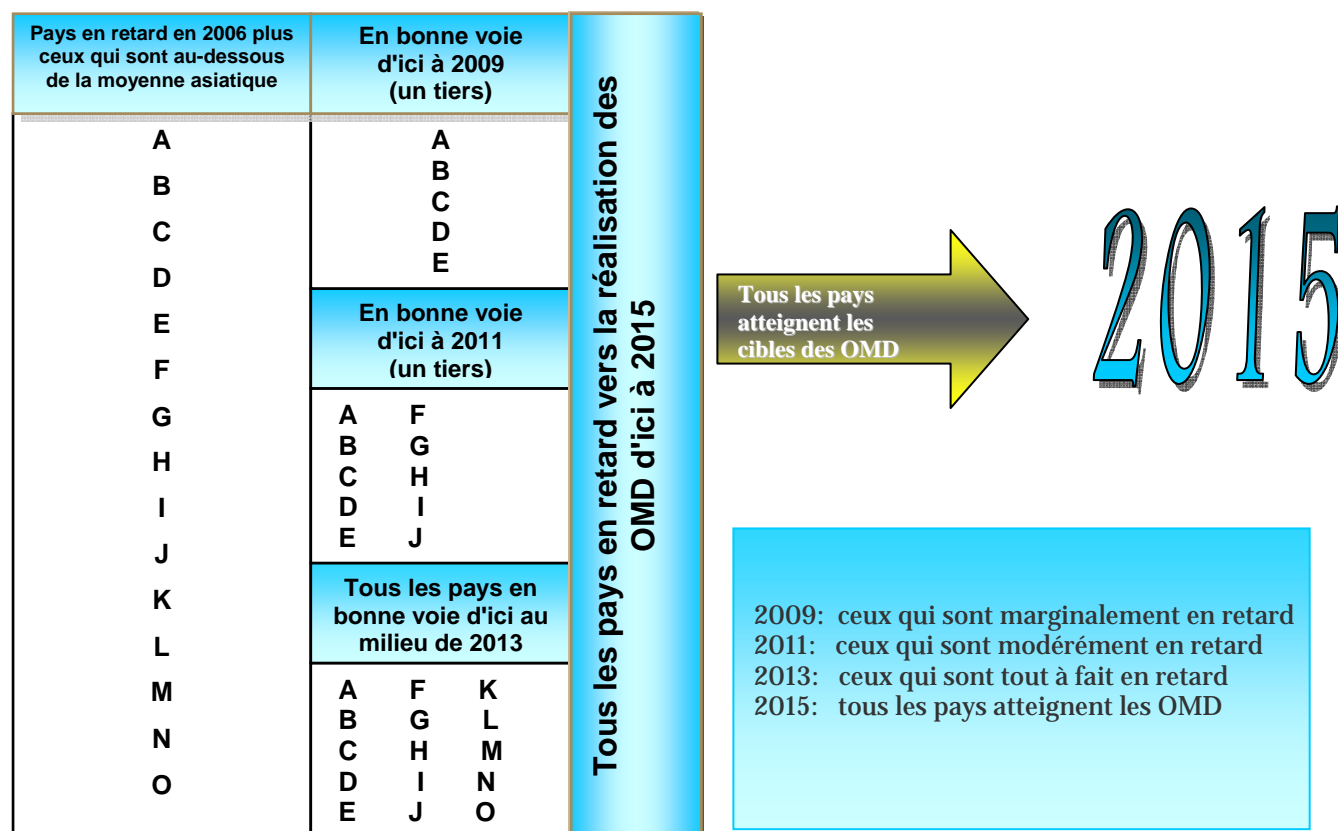 Pays en retard en 2006 plus
ceux qui sont au-dessous
de la moyenne asiatique
A
B
C
D
E
F
G
H
I
J
K
L
M
N
O
En bonne voie
d'ici à 2009
(un tiers)
A
B
C
D
E
En bonne voie
d'ici à 2011
(un tiers)
A F
B G
C H
D I
E J
Tous les pays en
bonne voie d'ici au
milieu de 2013
A F K
B G L
C H M
D I N
E J O
Tous les pays en retard vers la réalisation des
OMD d'ici à 2015
Tous les pays
atteignent les
cibles des OMD
2015
2009: ceux qui sont marginalement en retard
2011: ceux qui sont modérément en retard
2013: ceux qui sont tout à fait en retard
2015: tous les pays atteignent les OMD